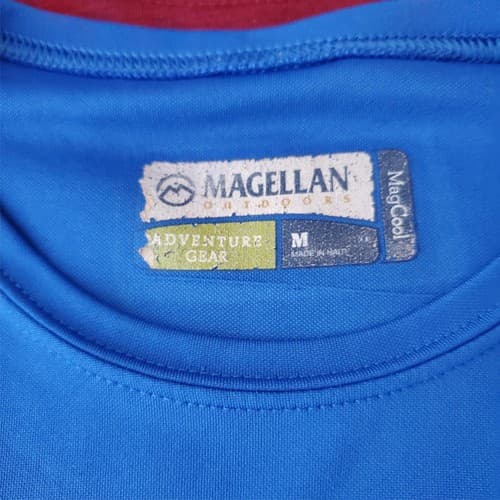 MAGELLAN
OUTDOORS
ADVENTURE
GEAR
M
MADE IN HAITI
MagCool